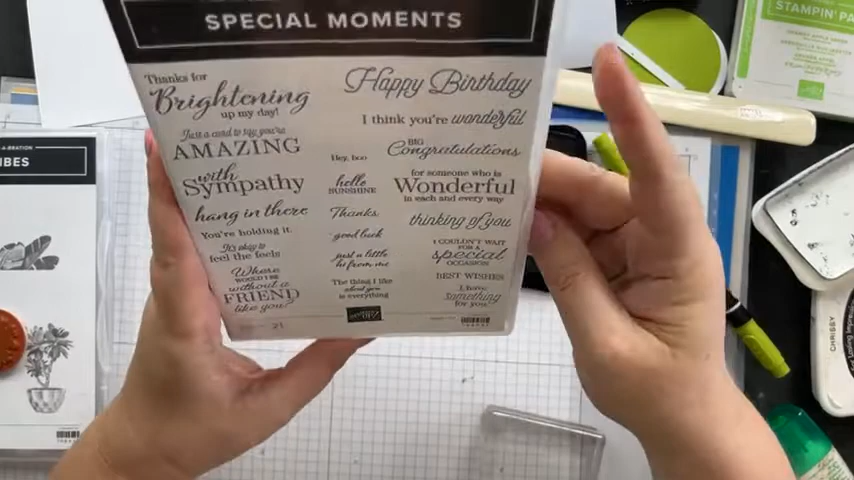 SPECIAL MOMENTS
Thanks for
Brightening
up my day!
Just a card to say you're
AMAZING
with
Sympathy
hang in there
You're holding it
It's okay to feel
all the feels
Where
would I be
without a
FRIEND
like you?
Hey, boo
hello
SUNSHINE
Thanks
good luck
just a little
hi from me
The thing I like
about you
is everything
Happy Birthday
I think you're wonderful
BIG
Congratulations
for someone who is
Wonderful
in each and every way
thinking of you
I COULDN'T WAIT
FOR A
special
OCCASION
BEST WISHES
I have
something
for you
21
STAMPIN' PA